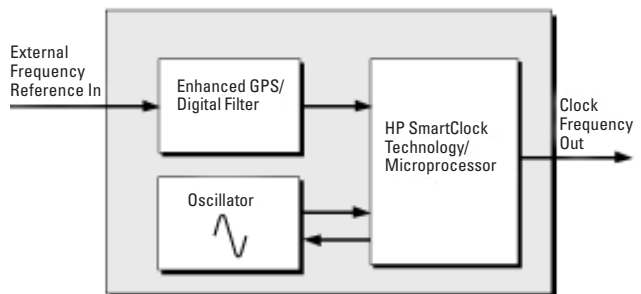 External
Frequency
Reference In
Enhanced GPS/
Digital Filter
Oscillator
HP SmartClock
Technology/
Microprocessor
Clock
Frequency
Out